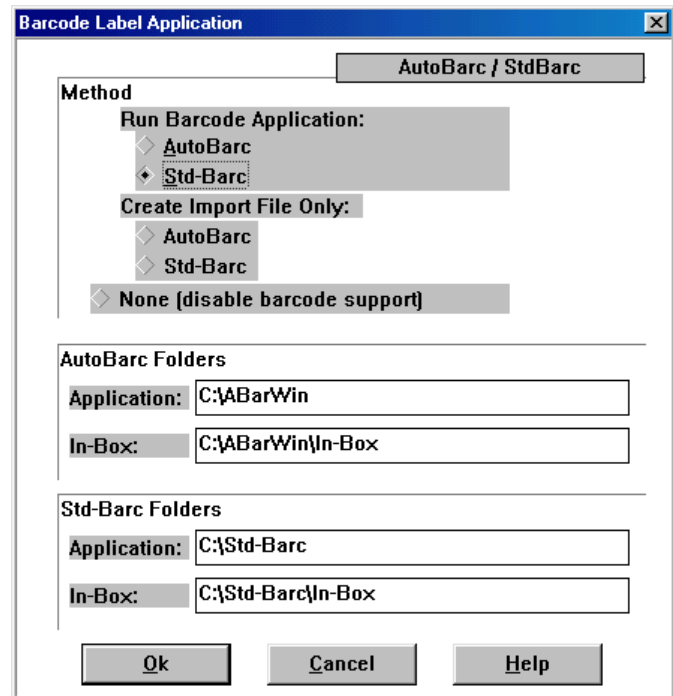 Barcode Label Application
AutoBarc / StdBarc
Method
Run Barcode Application:
AutoBarc
Std-Barc
Create Import File Only:
AutoBarc
Std-Barc
None (disable barcode support)
AutoBarc Folders
Application: C:\ABarWin
In-Box: C:\ABarWin\In-Box
Std-Barc Folders
Application: C:\Std-Barc
In-Box: C:\Std-Barc\In-Box
Ok Cancel Help